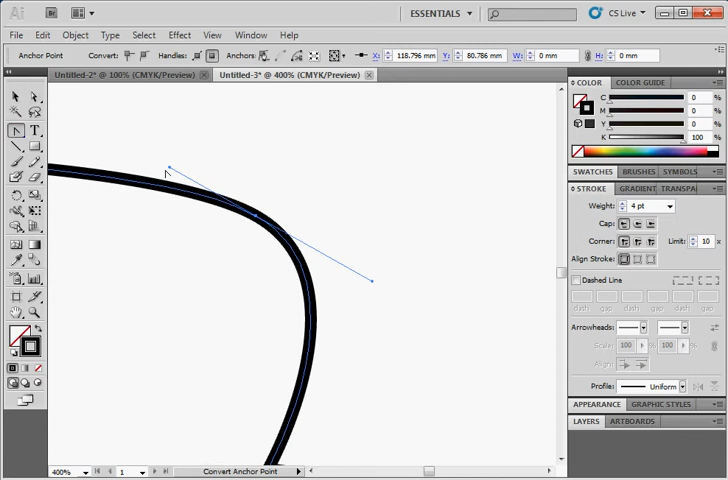 Ai
Br
ESSENTIALS
CS Live
File Edit Object Type Select Effect View Window Help
Anchor Point Convert: Handles: Anchors: X: 118.796 mm Y: 80.786 mm W: 0 mm H: 0 mm
Untitled-2* @ 100% (CMYK/Preview) Untitled-3* @ 400% (CMYK/Preview)
COLOR COLOR GUIDE
C 0 %
M 0 %
Y 0 %
K 100 %
SWATCHES BRUSHES SYMBOLS
STROKE GRADIENT TRANSPA
Weight: 4 pt
Cap:
Corner: Limit: 10 x
Align Stroke:
Dashed Line
dash gap dash gap dash gap
Arrowheads:
Scale: 100 % 100 %
Align:
Profile: Uniform
APPEARANCE GRAPHIC STYLES
LAYERS ARTBOARDS
400% 1 Convert Anchor Point